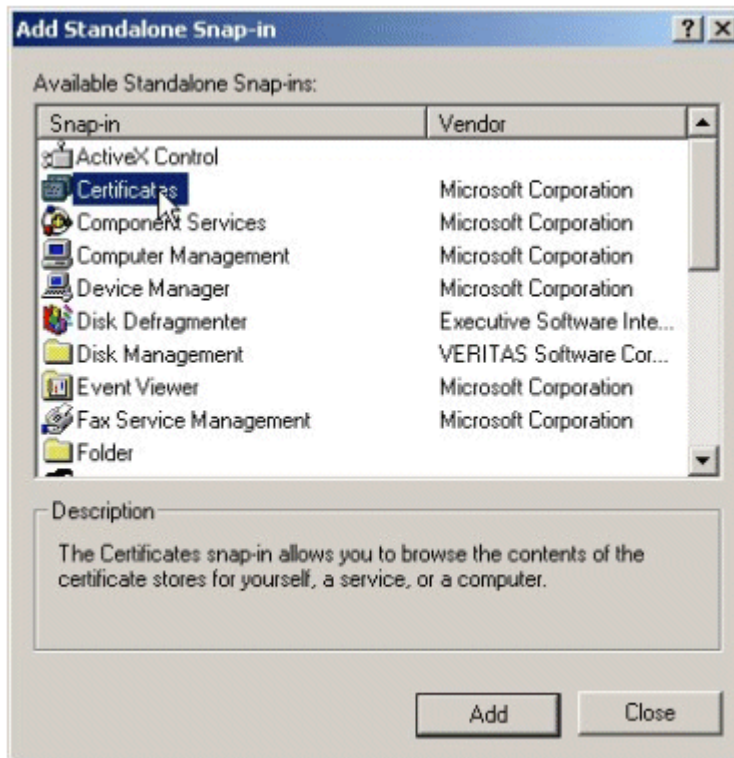 Add Standalone Snap-in
Available Standalone Snap-ins:
Snap-in Vendor
ActiveX Control
Certificates Microsoft Corporation
Component Services Microsoft Corporation
Computer Management Microsoft Corporation
Device Manager Microsoft Corporation
Disk Defragmenter Executive Software Inte...
Disk Management VERITAS Software Cor...
Event Viewer Microsoft Corporation
Fax Service Management Microsoft Corporation
Folder
Description
The Certificates snap-in allows you to browse the contents of the
certificate stores for yourself, a service, or a computer.
Add Close